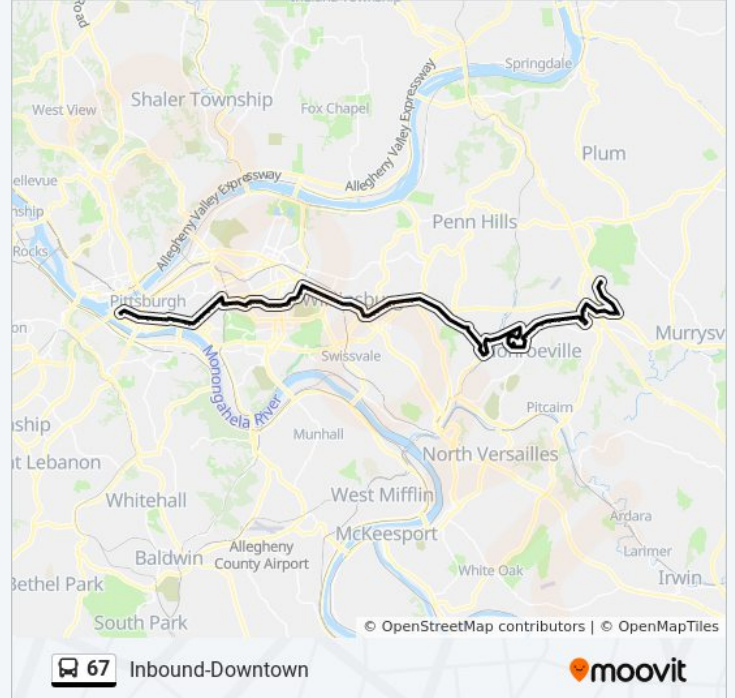 Road
Springdale
Shaler Township
West View
Fox Chapel
Allegheny Valley Expressway
Plum
ellevue
Allegheny Valley Expressway
nship
Penn Hills
Rocks
Pittsburgh
on
Murrysv
Swissvale
nroeville
Monongahela River
Pitcairn
ship
Munhall
t Lebanon
North Versailles
West Mifflin
Whitehall
Ardara
McKeesport
Allegheny
County Airport
Larimer
Baldwin
White Oak
Irwin
Bethel Park
South Park
© OpenStreetMap contributors | © OpenMapTiles
67 Inbound-Downtown
moovit